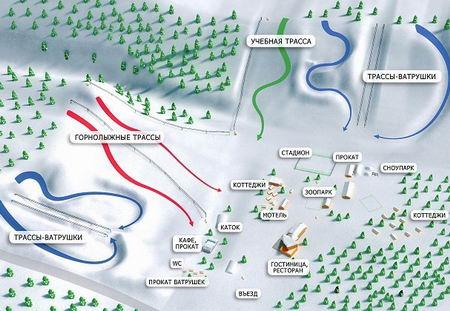 УЧЕБНАЯ ТРАССА
ТРАССЫ-ВАТРУШКИ
ГОРНОЛЫЖНЫЕ ТРАССЫ
СТАДИОН
ПРОКАТ
СНОУПАРК
КОТТЕДЖИ
ЗООПАРК
МОТЕЛЬ
КОТТЕДЖИ
КАТОК
ТРАССЫ-ВАТРУШКИ
КАФЕ,
ПРОКАТ
WC
ГОСТИНИЦА,
РЕСТОРАН
ПРОКАТ ВАТРУШЕК
ВЪЕЗД